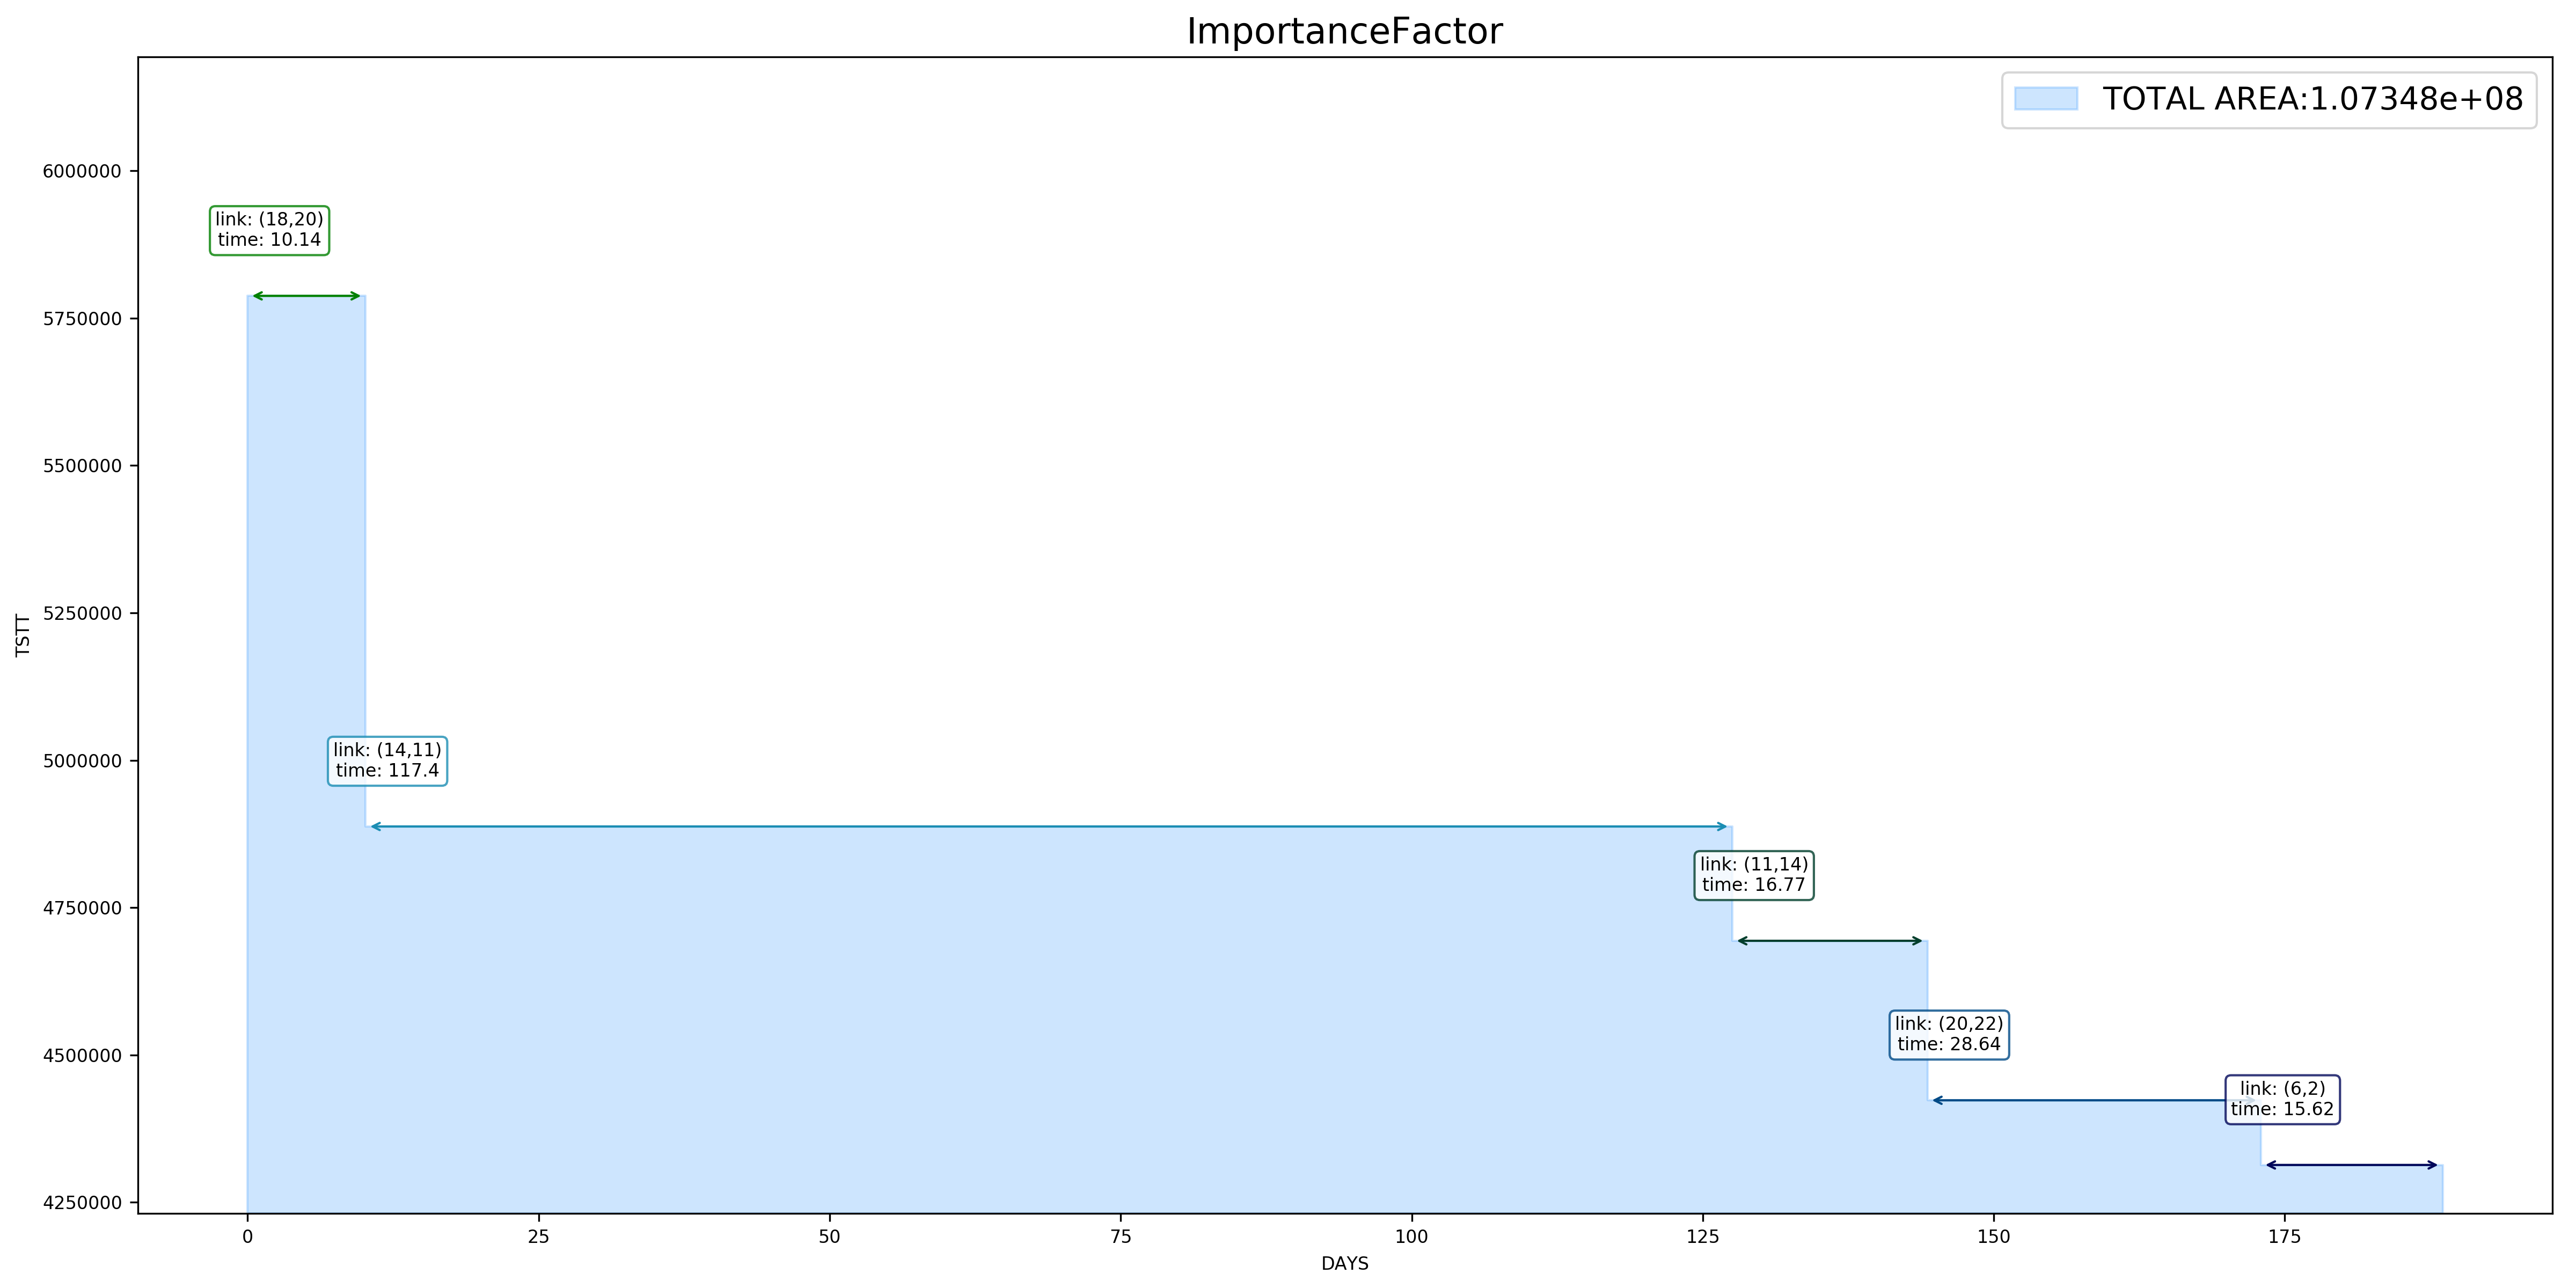 ImportanceFactor
TOTAL AREA:1.07348e+08
6000000
link: (18,20)
time: 10.14
5750000
5500000
5250000
TSTT
5000000
link: (14,11)
time: 117.4
link: (11,14)
time: 16.77
4750000
4500000
link: (20,22)
time: 28.64
link: (6,2)
time: 15.62
4250000
0 25 50 75 100 125 150 175
DAYS